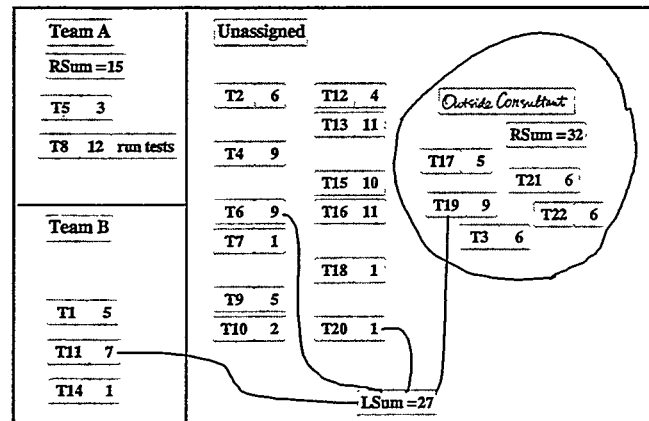 Team A
RSum=15
T5 3
T8 12 run tests
Team B
T1 5
T11 7
T14 1
Unassigned
T2 6
T4 9
T6 9
T7 1
T9 5
T10 2
T12 4
T13 11
T15 10
T16 11
T18 1
T20 1
LSum=27
Outside Consultant
RSum=32
T17 5
T21 6
T19 9
T22 6
T3 6